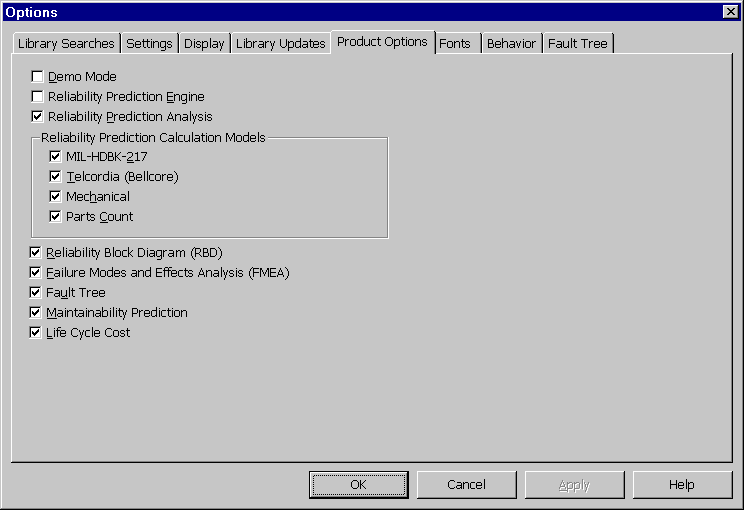 Options
Library Searches Settings Display Library Updates Product Options Fonts Behavior Fault Tree
Demo Mode
Reliability Prediction Engine
Reliability Prediction Analysis
Reliability Prediction Calculation Models
MIL-HDBK-217
Telcordia (Bellcore)
Mechanical
Parts Count
Reliability Block Diagram (RBD)
Failure Modes and Effects Analysis (FMEA)
Fault Tree
Maintainability Prediction
Life Cycle Cost
OK Cancel Apply Help